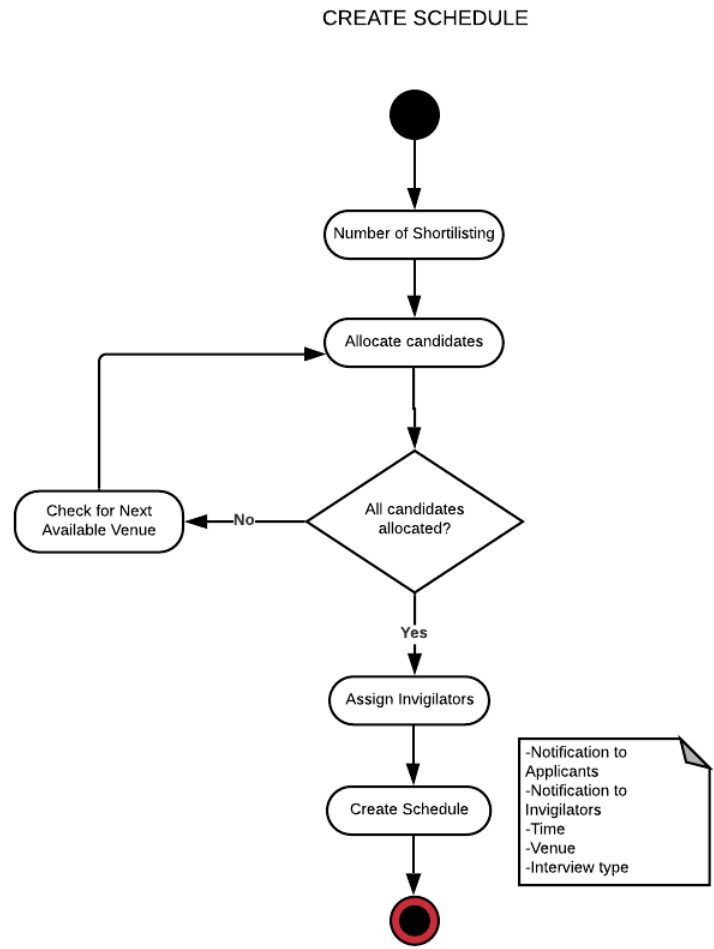 CREATE SCHEDULE
Number of Shortilisting
Allocate candidates
All candidates
allocated?
No
Check for Next
Available Venue
Yes
Assign Invigilators
Create Schedule
-Notification to
Applicants
-Notification to
Invigilators
-Time
-Venue
-Interview type